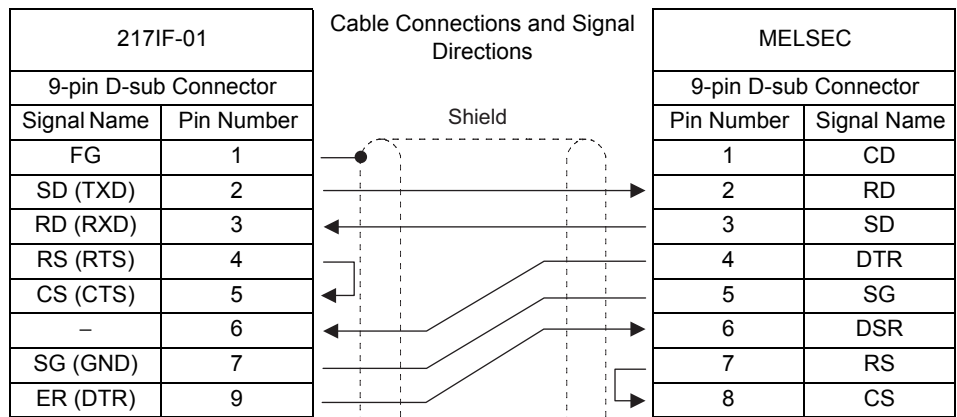 217IF-01 Cable Connections and Signal Directions MELSEC
9-pin D-sub Connector 9-pin D-sub Connector
Signal Name Pin Number Shield Pin Number Signal Name
FG 1 1 CD
SD (TXD) 2 2 RD
RD (RXD) 3 3 SD
RS (RTS) 4 4 DTR
CS (CTS) 5 5 SG
– 6 6 DSR
SG (GND) 7 7 RS
ER (DTR) 9 8 CS